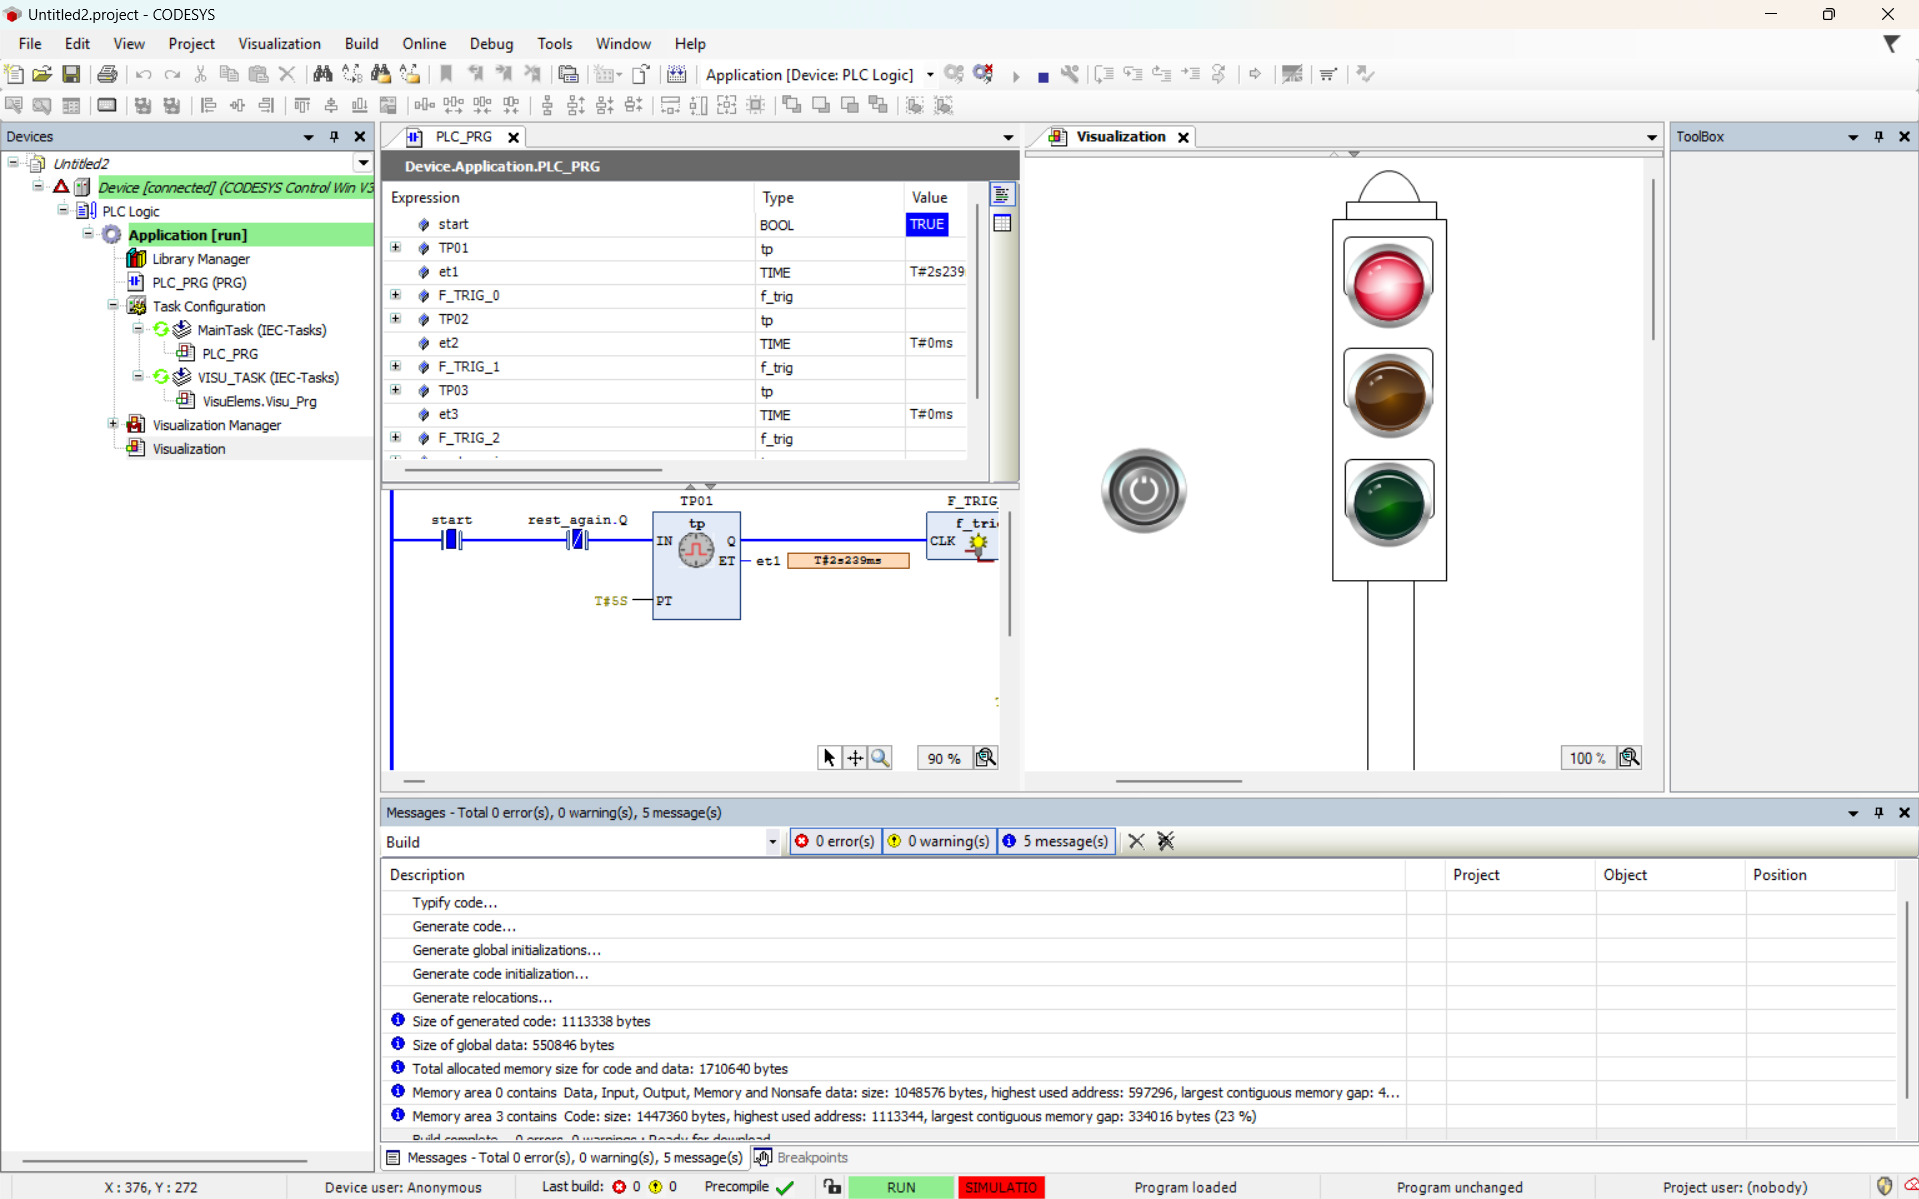 Untitled2.project - CODESYS
File Edit View Project Visualization Build Online Debug Tools Window Help
Application [Device: PLC Logic]
Devices
Untitled2
Device [connected] (CODESYS Control Win V3
PLC Logic
Application [run]
Library Manager
PLC_PRG (PRG)
Task Configuration
MainTask (IEC-Tasks)
PLC_PRG
VISU_TASK (IEC-Tasks)
VisuElems.Visu_Prg
Visualization Manager
Visualization
PLC_PRG
Device.Application.PLC_PRG
Expression Type Value
start BOOL TRUE
TP01 tp
et1 TIME T#2s239
F_TRIG_0 f_trig
TP02 tp
et2 TIME T#0ms
F_TRIG_1 f_trig
TP03 tp
et3 TIME T#0ms
F_TRIG_2 f_trig
TP01 F_TRIG_
start rest_again.Q tp f_tri
IN Q CLK
ET et1 T#2s239ms
T#5S PT
90 %
Visualization
100 %
ToolBox
Messages - Total 0 error(s), 0 warning(s), 5 message(s)
Build 0 error(s) 0 warning(s) 5 message(s)
Description Project Object Position
Typify code...
Generate code...
Generate global initializations...
Generate code initialization...
Generate relocations...
Size of generated code: 1113338 bytes
Size of global data: 550846 bytes
Total allocated memory size for code and data: 1710640 bytes
Memory area 0 contains Data, Input, Output, Memory and Nonsafe data: size: 1048576 bytes, highest used address: 597296, largest contiguous memory gap: 4...
Memory area 3 contains Code: size: 1447360 bytes, highest used address: 1113344, largest contiguous memory gap: 334016 bytes (23 %)
Build complete -- 0 errors, 0 warnings : Ready for download
Messages - Total 0 error(s), 0 warning(s), 5 message(s) Breakpoints
X : 376, Y : 272 Device user: Anonymous Last build: 0 0 Precompile RUN SIMULATIO Program loaded Program unchanged Project user: (nobody)